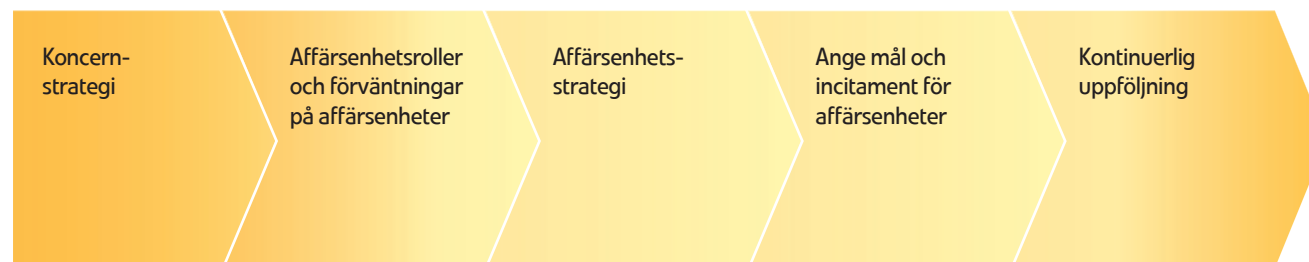 Koncern-
strategi
Affärsenhetsroller
och förväntningar
på affärsenheter
Affärsenhets-
strategi
Ange mål och
incitament för
affärsenheter
Kontinuerlig
uppföljning